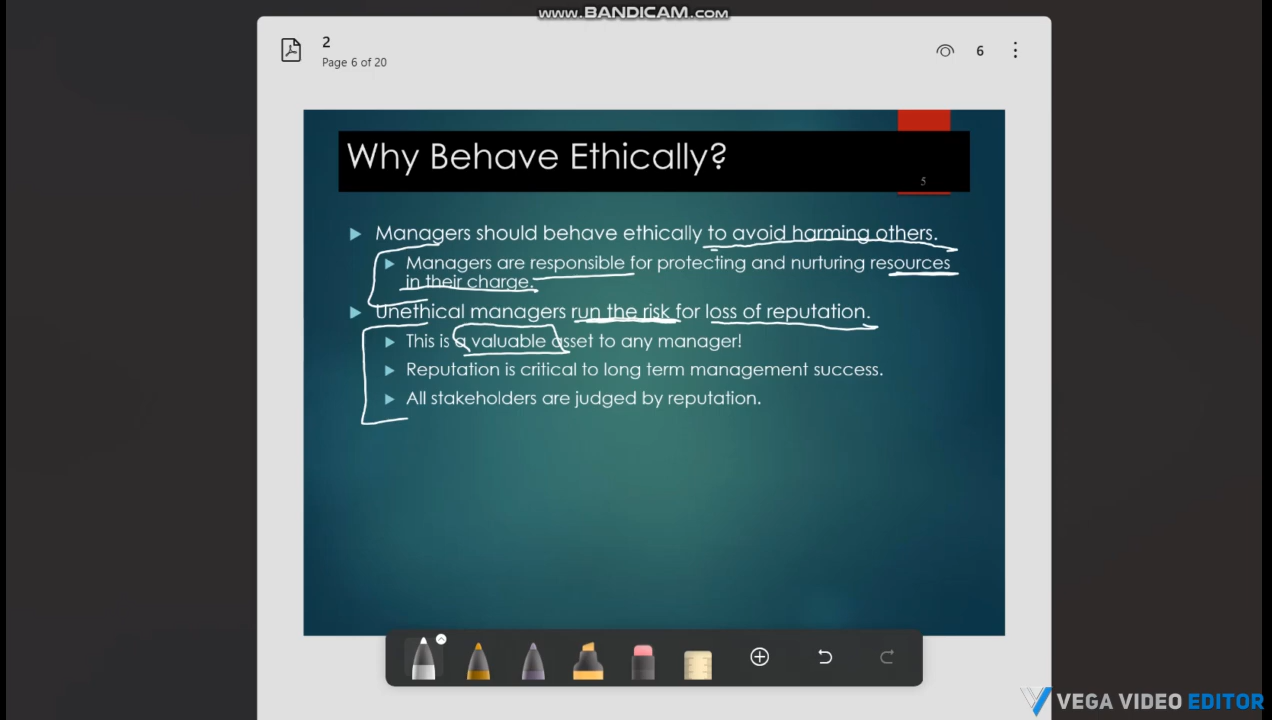 www.BANDICAM.com
2
Page 6 of 20
6
Why Behave Ethically?
5
Managers should behave ethically to avoid harming others.
Managers are responsible for protecting and nurturing resources
in their charge.
Unethical managers run the risk for loss of reputation.
This is a valuable asset to any manager!
Reputation is critical to long term management success.
All stakeholders are judged by reputation.
VEGA VIDEO EDITOR